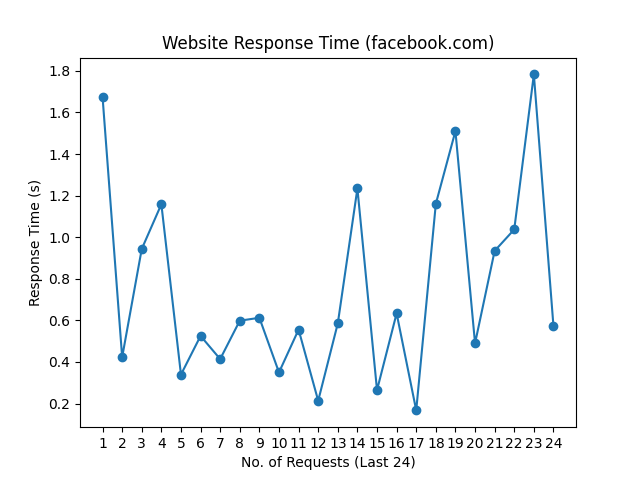 Website Response Time (facebook.com)
1.8
1.6
1.4
1.2
1.0
0.8
0.6
0.4
0.2
Response Time (s)
1 2 3 4 5 6 7 8 9 10 11 12 13 14 15 16 17 18 19 20 21 22 23 24
No. of Requests (Last 24)